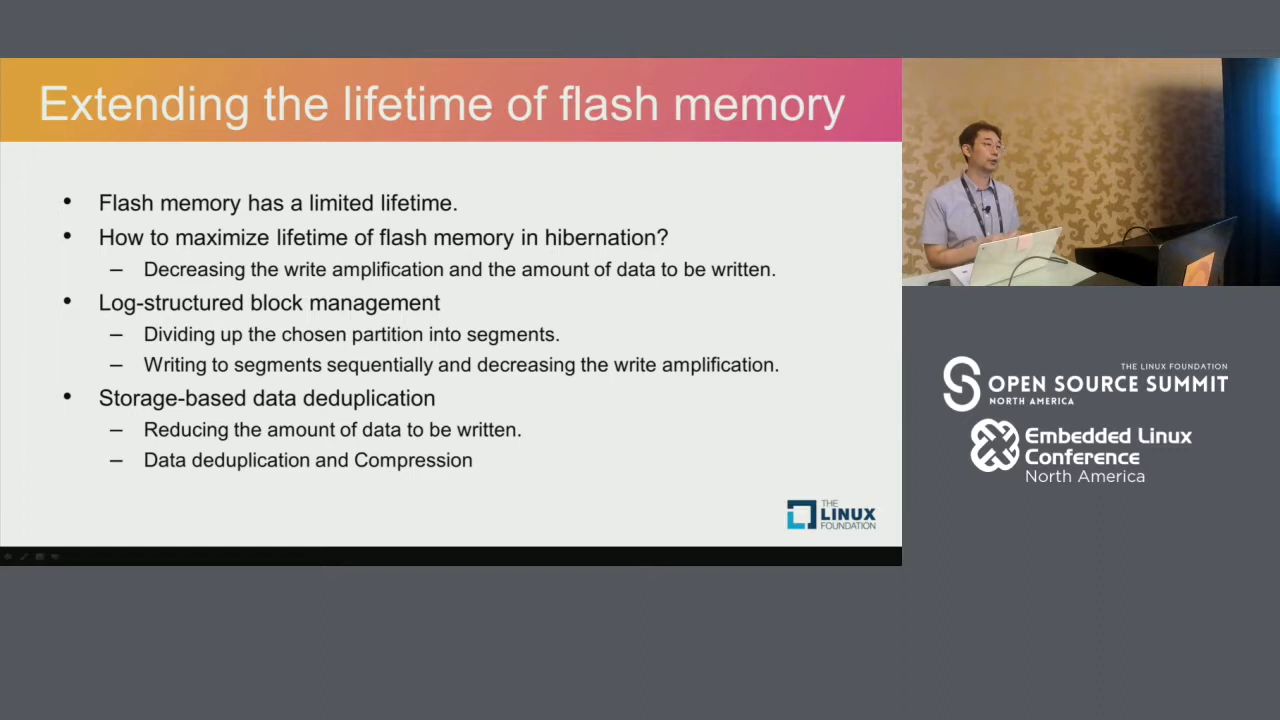 Extending the lifetime of flash memory
• Flash memory has a limited lifetime.
• How to maximize lifetime of flash memory in hibernation?
– Decreasing the write amplification and the amount of data to be written.
• Log-structured block management
– Dividing up the chosen partition into segments.
– Writing to segments sequentially and decreasing the write amplification.
• Storage-based data deduplication
– Reducing the amount of data to be written.
– Data deduplication and Compression
THE
LINUX
FOUNDATION
THE LINUX FOUNDATION
OPEN SOURCE SUMMIT
NORTH AMERICA
Embedded Linux
Conference
North America